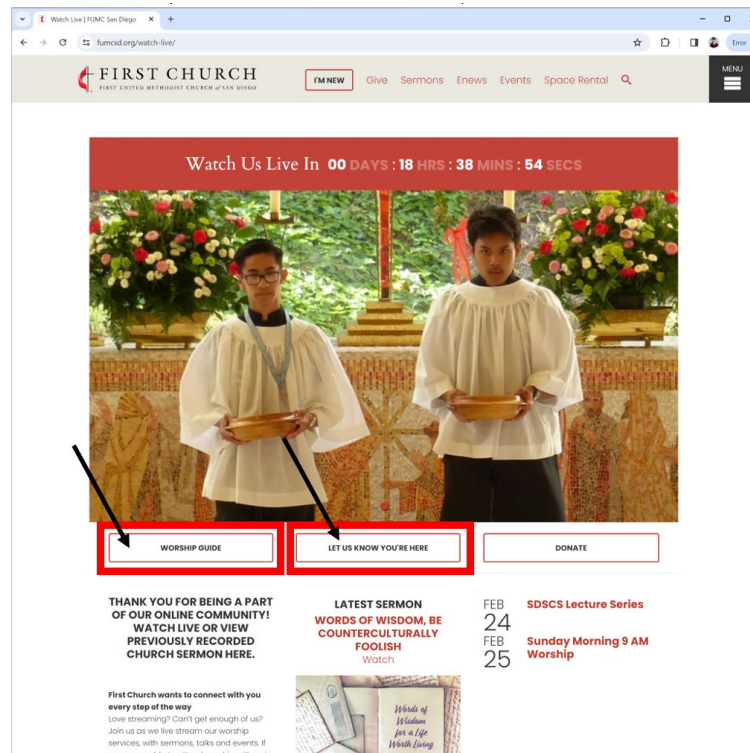 Watch Live | FUMC San Diego
fumcsd.org/watch-live/
Error
FIRST CHURCH
FIRST UNITED METHODIST CHURCH of SAN DIEGO
I'M NEW Give Sermons Enews Events Space Rental
MENU
Watch Us Live In 00 DAYS : 18 HRS : 38 MINS : 54 SECS
WORSHIP GUIDE
LET US KNOW YOU'RE HERE
DONATE
THANK YOU FOR BEING A PART
OF OUR ONLINE COMMUNITY!
WATCH LIVE OR VIEW
PREVIOUSLY RECORDED
CHURCH SERMON HERE.
First Church wants to connect with you
every step of the way
Love streaming? Can't get enough of us?
Join us as we live stream our worship
services, with sermons, talks and events. If
LATEST SERMON
WORDS OF WISDOM, BE
COUNTERCULTURALLY
FOOLISH
Watch
Words of
Wisdom
for a Life
Worth Living
FEB
24
SDSCS Lecture Series
FEB
25
Sunday Morning 9 AM
Worship